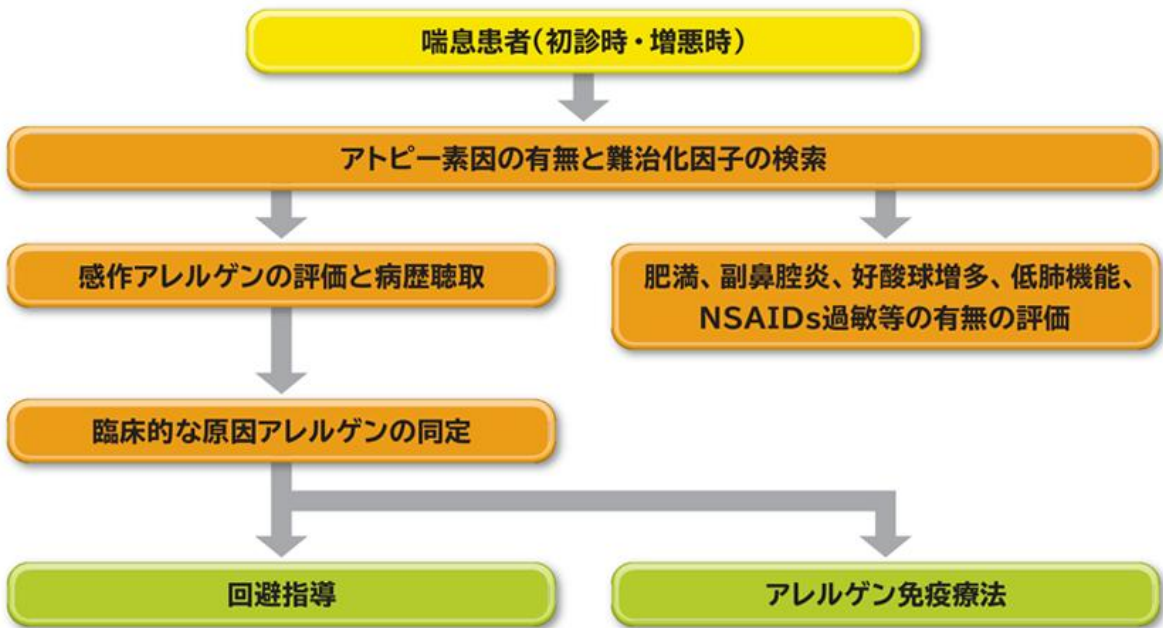 喘息患者(初診時・増悪時)
アトピー素因の有無と難治化因子の検索
感作アレルゲンの評価と病歴聴取
肥満、副鼻腔炎、好酸球増多、低肺機能、
NSAIDs過敏等の有無の評価
臨床的な原因アレルゲンの同定
回避指導
アレルゲン免疫療法